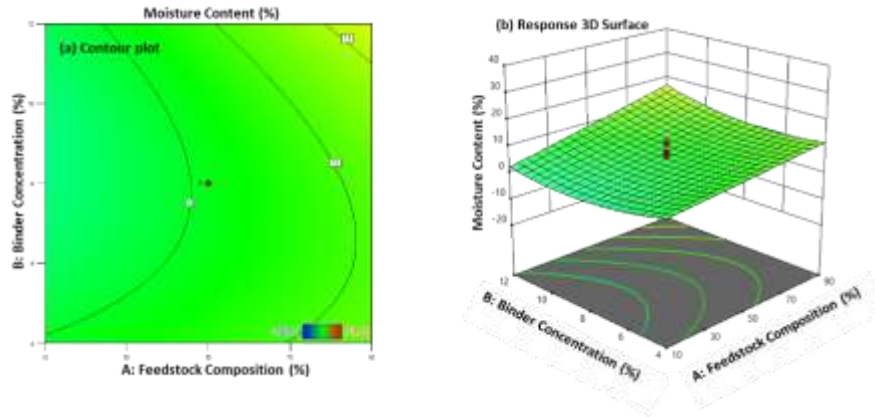 Moisture Content (%)
(a) Contour plot
B: Binder Concentration (%)
A: Feedstock Composition (%)
(b) Response 3D Surface
Moisture Content (%)
40
30
20
10
0
-10
-20
12
10
8
6
4
10
30
50
70
90
B: Binder Concentration (%)
A: Feedstock Composition (%)